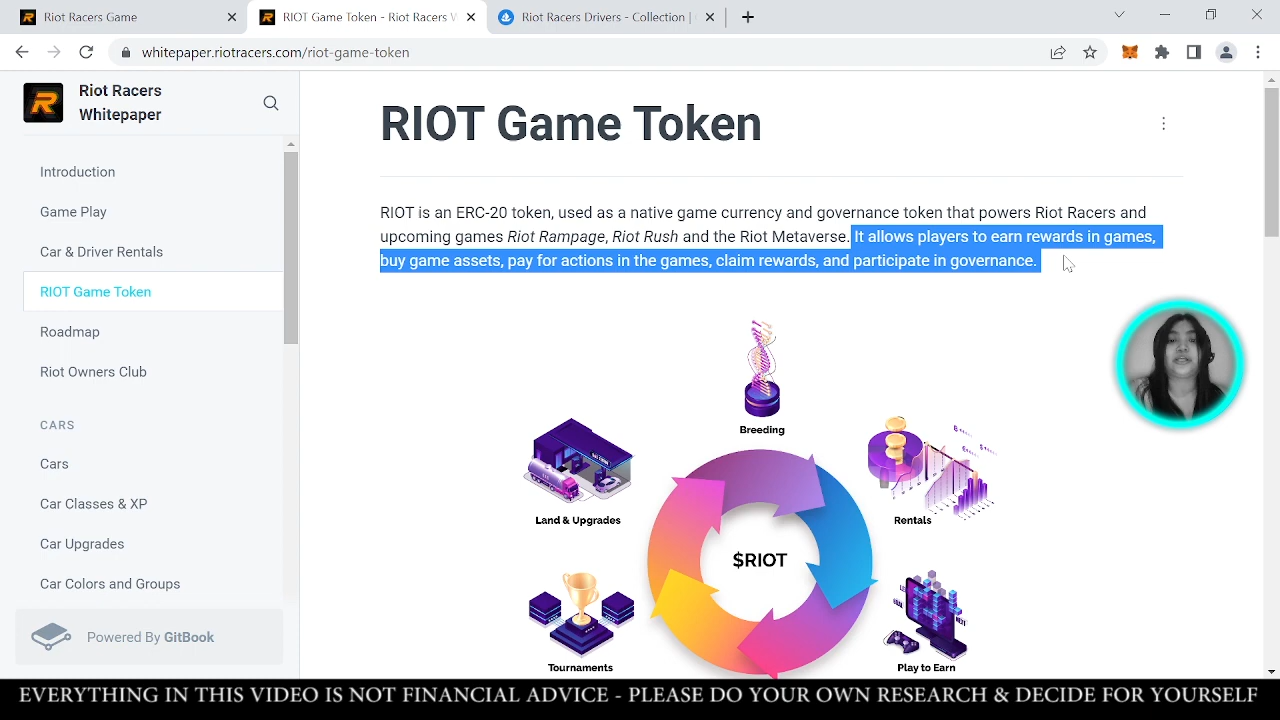 Riot Racers Game
RIOT Game Token - Riot Racers W
Riot Racers Drivers - Collection |
whitepaper.riotracers.com/riot-game-token
Riot Racers
Whitepaper
Introduction
Game Play
Car & Driver Rentals
RIOT Game Token
Roadmap
Riot Owners Club
CARS
Cars
Car Classes & XP
Car Upgrades
Car Colors and Groups
Powered By GitBook
RIOT Game Token
RIOT is an ERC-20 token, used as a native game currency and governance token that powers Riot Racers and
upcoming games Riot Rampage, Riot Rush and the Riot Metaverse. It allows players to earn rewards in games,
buy game assets, pay for actions in the games, claim rewards, and participate in governance.
Breeding
Land & Upgrades
Rentals
$RIOT
Tournaments
Play to Earn
EVERYTHING IN THIS VIDEO IS NOT FINANCIAL ADVICE - PLEASE DO YOUR OWN RESEARCH & DECIDE FOR YOURSELF